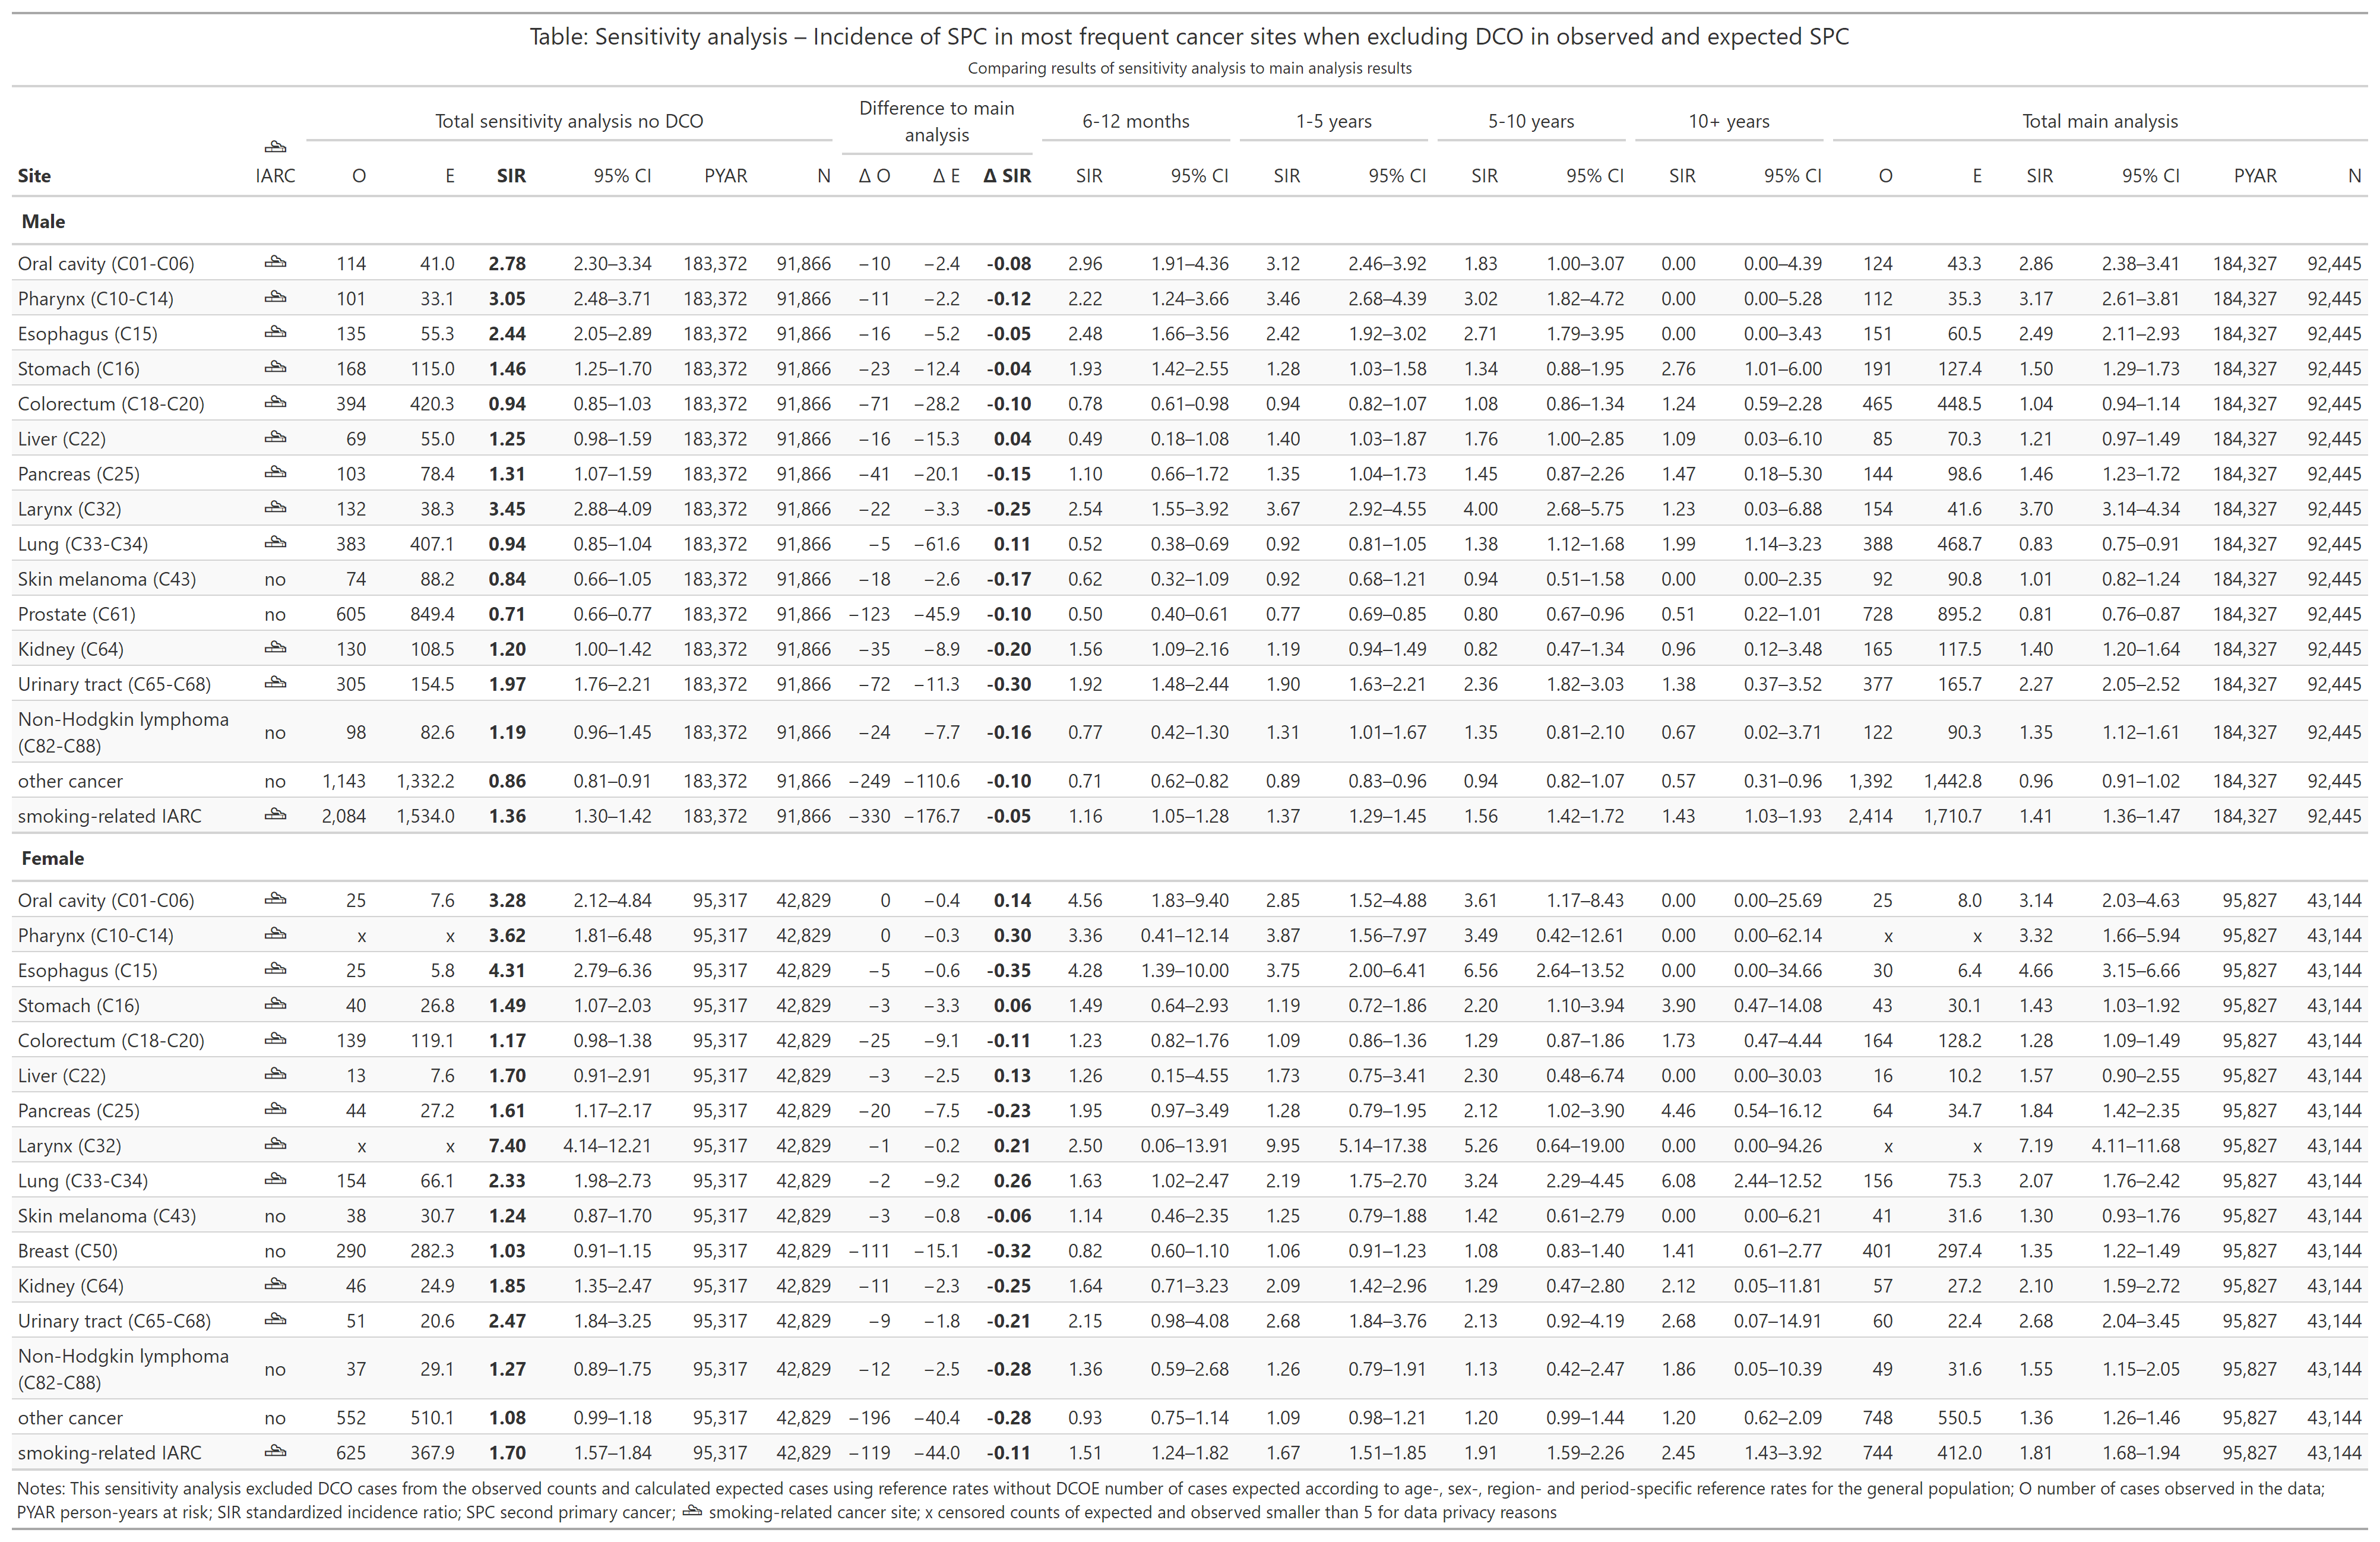 Table: Sensitivity analysis – Incidence of SPC in most frequent cancer sites when excluding DCO in observed and expected SPC
Comparing results of sensitivity analysis to main analysis results
Total sensitivity analysis no DCO Difference to main analysis 6-12 months 1-5 years 5-10 years 10+ years Total main analysis
Site IARC O E SIR 95% CI PYAR N Δ O Δ E Δ SIR SIR 95% CI SIR 95% CI SIR 95% CI SIR 95% CI O E SIR 95% CI PYAR N
Male
Oral cavity (C01-C06) 114 41.0 2.78 2.30–3.34 183,372 91,866 −10 −2.4 -0.08 2.96 1.91–4.36 3.12 2.46–3.92 1.83 1.00–3.07 0.00 0.00–4.39 124 43.3 2.86 2.38–3.41 184,327 92,445
Pharynx (C10-C14) 101 33.1 3.05 2.48–3.71 183,372 91,866 −11 −2.2 -0.12 2.22 1.24–3.66 3.46 2.68–4.39 3.02 1.82–4.72 0.00 0.00–5.28 112 35.3 3.17 2.61–3.81 184,327 92,445
Esophagus (C15) 135 55.3 2.44 2.05–2.89 183,372 91,866 −16 −5.2 -0.05 2.48 1.66–3.56 2.42 1.92–3.02 2.71 1.79–3.95 0.00 0.00–3.43 151 60.5 2.49 2.11–2.93 184,327 92,445
Stomach (C16) 168 115.0 1.46 1.25–1.70 183,372 91,866 −23 −12.4 -0.04 1.93 1.42–2.55 1.28 1.03–1.58 1.34 0.88–1.95 2.76 1.01–6.00 191 127.4 1.50 1.29–1.73 184,327 92,445
Colorectum (C18-C20) 394 420.3 0.94 0.85–1.03 183,372 91,866 −71 −28.2 -0.10 0.78 0.61–0.98 0.94 0.82–1.07 1.08 0.86–1.34 1.24 0.59–2.28 465 448.5 1.04 0.94–1.14 184,327 92,445
Liver (C22) 69 55.0 1.25 0.98–1.59 183,372 91,866 −16 −15.3 0.04 0.49 0.18–1.08 1.40 1.03–1.87 1.76 1.00–2.85 1.09 0.03–6.10 85 70.3 1.21 0.97–1.49 184,327 92,445
Pancreas (C25) 103 78.4 1.31 1.07–1.59 183,372 91,866 −41 −20.1 -0.15 1.10 0.66–1.72 1.35 1.04–1.73 1.45 0.87–2.26 1.47 0.18–5.30 144 98.6 1.46 1.23–1.72 184,327 92,445
Larynx (C32) 132 38.3 3.45 2.88–4.09 183,372 91,866 −22 −3.3 -0.25 2.54 1.55–3.92 3.67 2.92–4.55 4.00 2.68–5.75 1.23 0.03–6.88 154 41.6 3.70 3.14–4.34 184,327 92,445
Lung (C33-C34) 383 407.1 0.94 0.85–1.04 183,372 91,866 −5 −61.6 0.11 0.52 0.38–0.69 0.92 0.81–1.05 1.38 1.12–1.68 1.99 1.14–3.23 388 468.7 0.83 0.75–0.91 184,327 92,445
Skin melanoma (C43) no 74 88.2 0.84 0.66–1.05 183,372 91,866 −18 −2.6 -0.17 0.62 0.32–1.09 0.92 0.68–1.21 0.94 0.51–1.58 0.00 0.00–2.35 92 90.8 1.01 0.82–1.24 184,327 92,445
Prostate (C61) no 605 849.4 0.71 0.66–0.77 183,372 91,866 −123 −45.9 -0.10 0.50 0.40–0.61 0.77 0.69–0.85 0.80 0.67–0.96 0.51 0.22–1.01 728 895.2 0.81 0.76–0.87 184,327 92,445
Kidney (C64) 130 108.5 1.20 1.00–1.42 183,372 91,866 −35 −8.9 -0.20 1.56 1.09–2.16 1.19 0.94–1.49 0.82 0.47–1.34 0.96 0.12–3.48 165 117.5 1.40 1.20–1.64 184,327 92,445
Urinary tract (C65-C68) 305 154.5 1.97 1.76–2.21 183,372 91,866 −72 −11.3 -0.30 1.92 1.48–2.44 1.90 1.63–2.21 2.36 1.82–3.03 1.38 0.37–3.52 377 165.7 2.27 2.05–2.52 184,327 92,445
Non-Hodgkin lymphoma (C82-C88) no 98 82.6 1.19 0.96–1.45 183,372 91,866 −24 −7.7 -0.16 0.77 0.42–1.30 1.31 1.01–1.67 1.35 0.81–2.10 0.67 0.02–3.71 122 90.3 1.35 1.12–1.61 184,327 92,445
other cancer no 1,143 1,332.2 0.86 0.81–0.91 183,372 91,866 −249 −110.6 -0.10 0.71 0.62–0.82 0.89 0.83–0.96 0.94 0.82–1.07 0.57 0.31–0.96 1,392 1,442.8 0.96 0.91–1.02 184,327 92,445
smoking-related IARC 2,084 1,534.0 1.36 1.30–1.42 183,372 91,866 −330 −176.7 -0.05 1.16 1.05–1.28 1.37 1.29–1.45 1.56 1.42–1.72 1.43 1.03–1.93 2,414 1,710.7 1.41 1.36–1.47 184,327 92,445
Female
Oral cavity (C01-C06) 25 7.6 3.28 2.12–4.84 95,317 42,829 0 −0.4 0.14 4.56 1.83–9.40 2.85 1.52–4.88 3.61 1.17–8.43 0.00 0.00–25.69 25 8.0 3.14 2.03–4.63 95,827 43,144
Pharynx (C10-C14) x x 3.62 1.81–6.48 95,317 42,829 0 −0.3 0.30 3.36 0.41–12.14 3.87 1.56–7.97 3.49 0.42–12.61 0.00 0.00–62.14 x x 3.32 1.66–5.94 95,827 43,144
Esophagus (C15) 25 5.8 4.31 2.79–6.36 95,317 42,829 −5 −0.6 -0.35 4.28 1.39–10.00 3.75 2.00–6.41 6.56 2.64–13.52 0.00 0.00–34.66 30 6.4 4.66 3.15–6.66 95,827 43,144
Stomach (C16) 40 26.8 1.49 1.07–2.03 95,317 42,829 −3 −3.3 0.06 1.49 0.64–2.93 1.19 0.72–1.86 2.20 1.10–3.94 3.90 0.47–14.08 43 30.1 1.43 1.03–1.92 95,827 43,144
Colorectum (C18-C20) 139 119.1 1.17 0.98–1.38 95,317 42,829 −25 −9.1 -0.11 1.23 0.82–1.76 1.09 0.86–1.36 1.29 0.87–1.86 1.73 0.47–4.44 164 128.2 1.28 1.09–1.49 95,827 43,144
Liver (C22) 13 7.6 1.70 0.91–2.91 95,317 42,829 −3 −2.5 0.13 1.26 0.15–4.55 1.73 0.75–3.41 2.30 0.48–6.74 0.00 0.00–30.03 16 10.2 1.57 0.90–2.55 95,827 43,144
Pancreas (C25) 44 27.2 1.61 1.17–2.17 95,317 42,829 −20 −7.5 -0.23 1.95 0.97–3.49 1.28 0.79–1.95 2.12 1.02–3.90 4.46 0.54–16.12 64 34.7 1.84 1.42–2.35 95,827 43,144
Larynx (C32) x x 7.40 4.14–12.21 95,317 42,829 −1 −0.2 0.21 2.50 0.06–13.91 9.95 5.14–17.38 5.26 0.64–19.00 0.00 0.00–94.26 x x 7.19 4.11–11.68 95,827 43,144
Lung (C33-C34) 154 66.1 2.33 1.98–2.73 95,317 42,829 −2 −9.2 0.26 1.63 1.02–2.47 2.19 1.75–2.70 3.24 2.29–4.45 6.08 2.44–12.52 156 75.3 2.07 1.76–2.42 95,827 43,144
Skin melanoma (C43) no 38 30.7 1.24 0.87–1.70 95,317 42,829 −3 −0.8 -0.06 1.14 0.46–2.35 1.25 0.79–1.88 1.42 0.61–2.79 0.00 0.00–6.21 41 31.6 1.30 0.93–1.76 95,827 43,144
Breast (C50) no 290 282.3 1.03 0.91–1.15 95,317 42,829 −111 −15.1 -0.32 0.82 0.60–1.10 1.06 0.91–1.23 1.08 0.83–1.40 1.41 0.61–2.77 401 297.4 1.35 1.22–1.49 95,827 43,144
Kidney (C64) 46 24.9 1.85 1.35–2.47 95,317 42,829 −11 −2.3 -0.25 1.64 0.71–3.23 2.09 1.42–2.96 1.29 0.47–2.80 2.12 0.05–11.81 57 27.2 2.10 1.59–2.72 95,827 43,144
Urinary tract (C65-C68) 51 20.6 2.47 1.84–3.25 95,317 42,829 −9 −1.8 -0.21 2.15 0.98–4.08 2.68 1.84–3.76 2.13 0.92–4.19 2.68 0.07–14.91 60 22.4 2.68 2.04–3.45 95,827 43,144
Non-Hodgkin lymphoma (C82-C88) no 37 29.1 1.27 0.89–1.75 95,317 42,829 −12 −2.5 -0.28 1.36 0.59–2.68 1.26 0.79–1.91 1.13 0.42–2.47 1.86 0.05–10.39 49 31.6 1.55 1.15–2.05 95,827 43,144
other cancer no 552 510.1 1.08 0.99–1.18 95,317 42,829 −196 −40.4 -0.28 0.93 0.75–1.14 1.09 0.98–1.21 1.20 0.99–1.44 1.20 0.62–2.09 748 550.5 1.36 1.26–1.46 95,827 43,144
smoking-related IARC 625 367.9 1.70 1.57–1.84 95,317 42,829 −119 −44.0 -0.11 1.51 1.24–1.82 1.67 1.51–1.85 1.91 1.59–2.26 2.45 1.43–3.92 744 412.0 1.81 1.68–1.94 95,827 43,144
Notes: This sensitivity analysis excluded DCO cases from the observed counts and calculated expected cases using reference rates without DCOE number of cases expected according to age-, sex-, region- and period-specific reference rates for the general population; O number of cases observed in the data;
PYAR person-years at risk; SIR standardized incidence ratio; SPC second primary cancer; smoking-related cancer site; x censored counts of expected and observed smaller than 5 for data privacy reasons